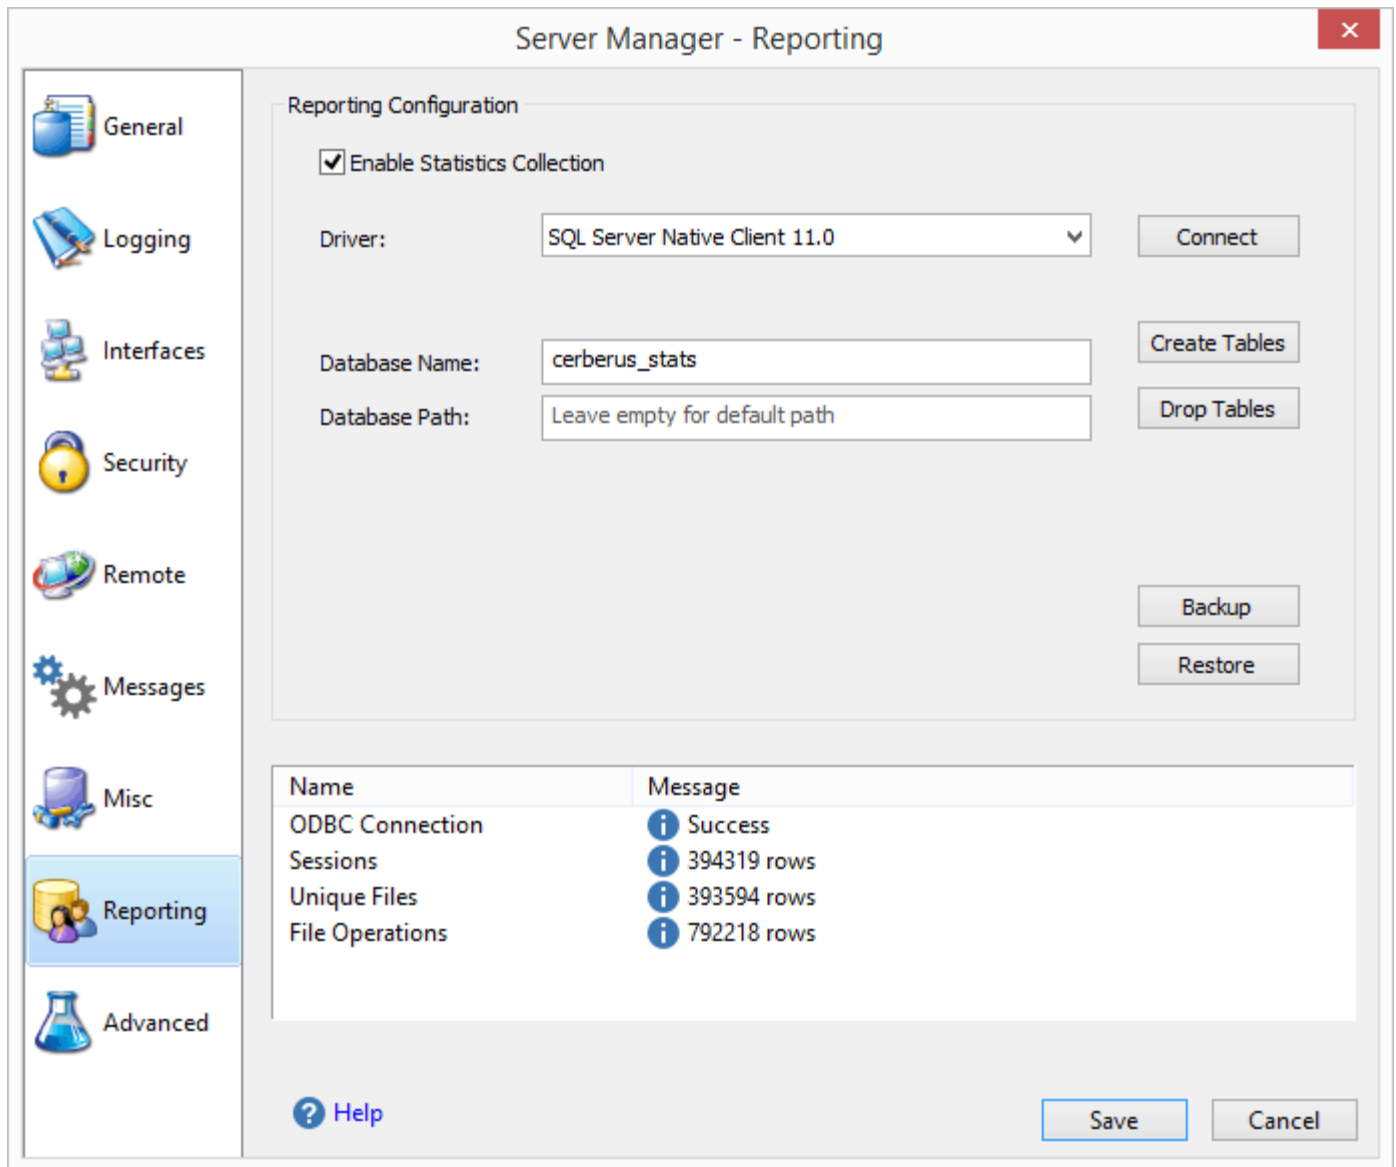 Server Manager - Reporting
General
Logging
Interfaces
Security
Remote
Messages
Misc
Reporting
Advanced
Reporting Configuration
Enable Statistics Collection
Driver: SQL Server Native Client 11.0 Connect
Create Tables
Database Name: cerberus_stats
Database Path: Leave empty for default path Drop Tables
Backup
Restore
Name Message
ODBC Connection Success
Sessions 394319 rows
Unique Files 393594 rows
File Operations 792218 rows
Help Save Cancel